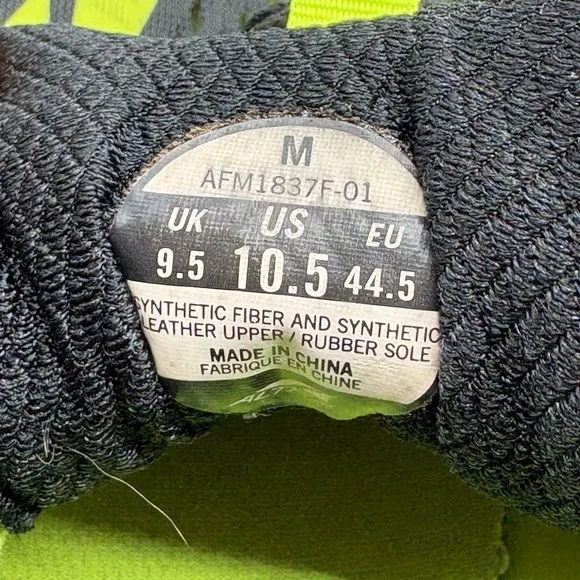 M
AFM1837F-01
UK US EU
9.5 10.5 44.5
SYNTHETIC FIBER AND SYNTHETIC
LEATHER UPPER / RUBBER SOLE
MADE IN CHINA
FABRIQUE EN CHINE